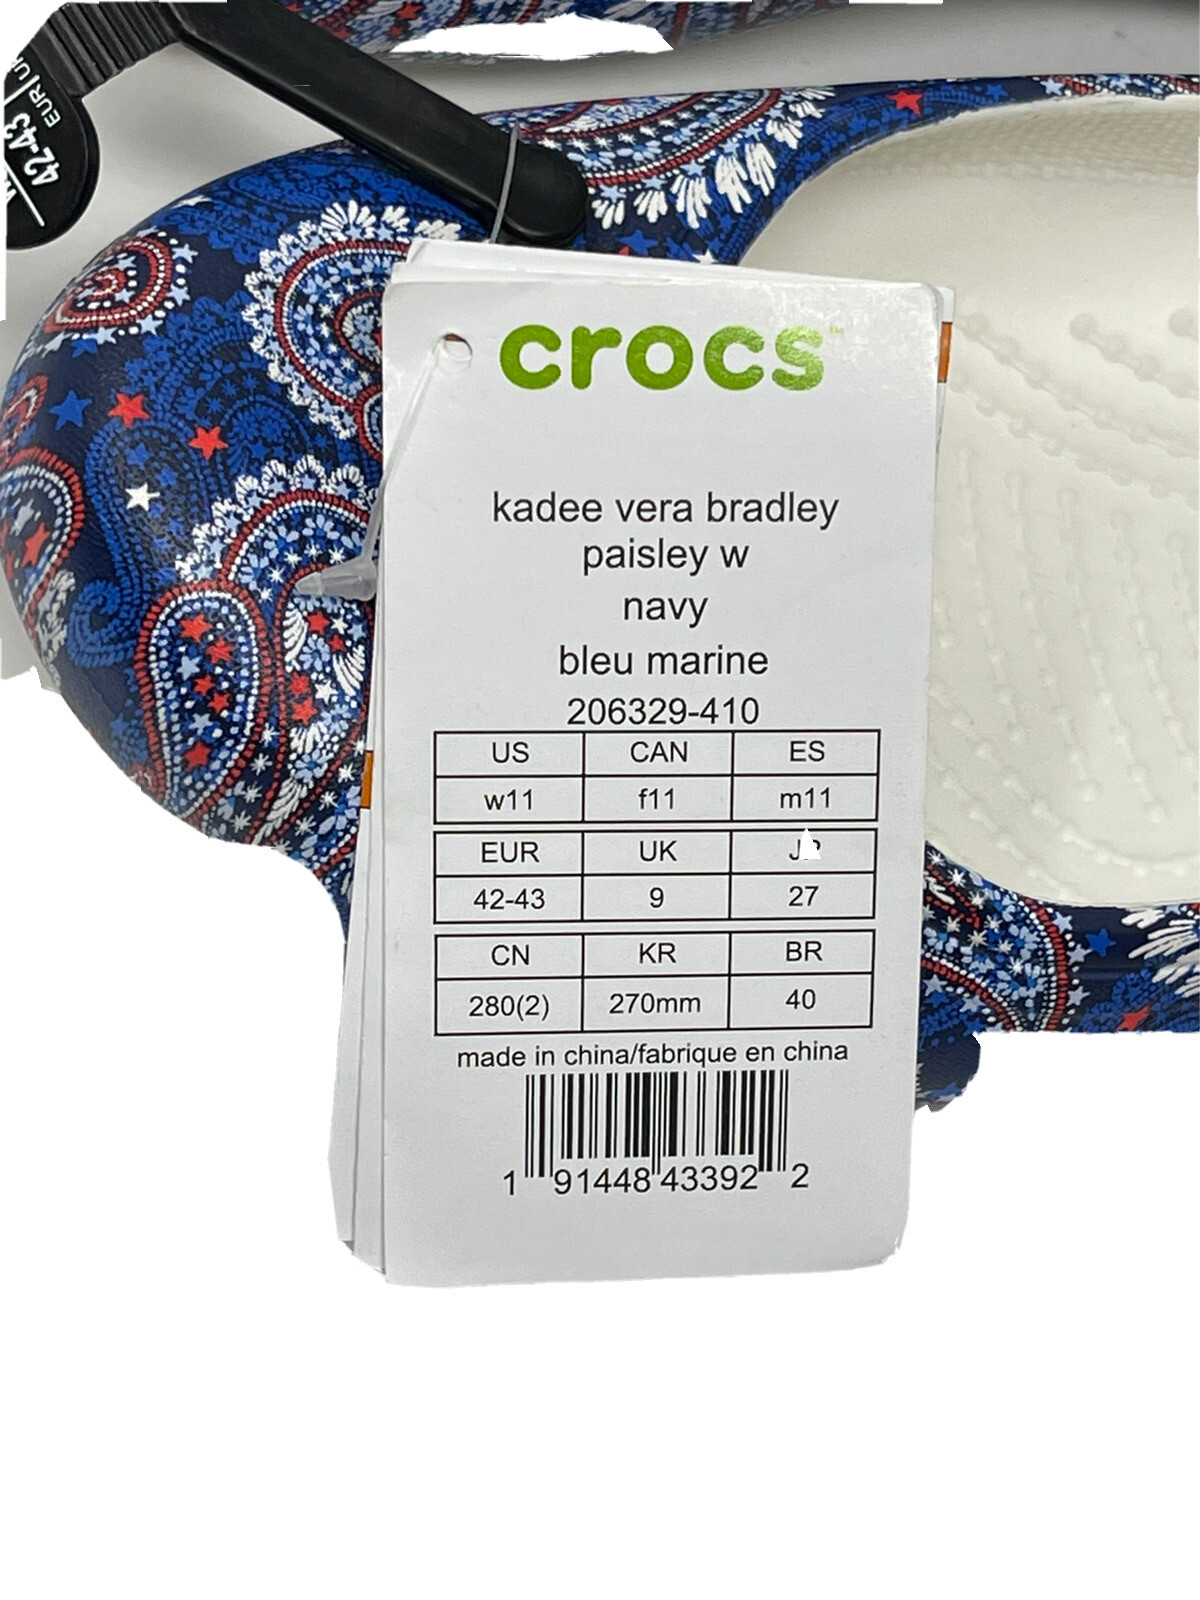 42-43
EUR
crocs™
kadee vera bradley
paisley w
navy
bleu marine
206329-410
US CAN ES
w11 f11 m11
EUR UK
42-43 9 27
CN KR BR
280(2) 270mm 40
made in china/fabrique en china
1 91448 43392 2